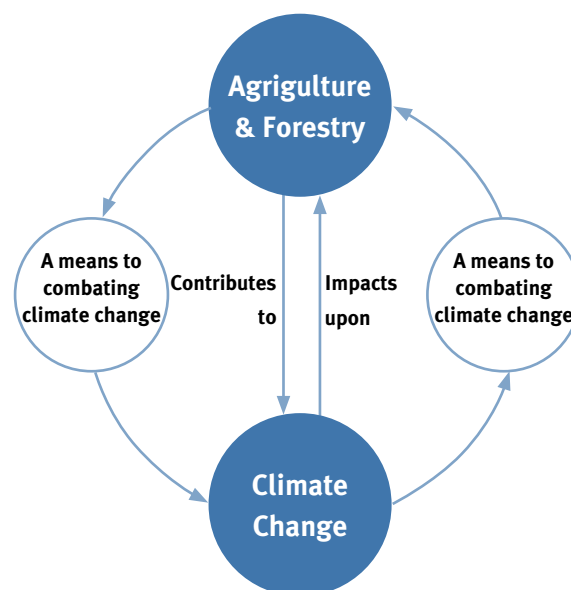 Agrigulture
& Forestry
A means to
combating
climate change
Contributes
to
Impacts
upon
A means to
combating
climate change
Climate
Change